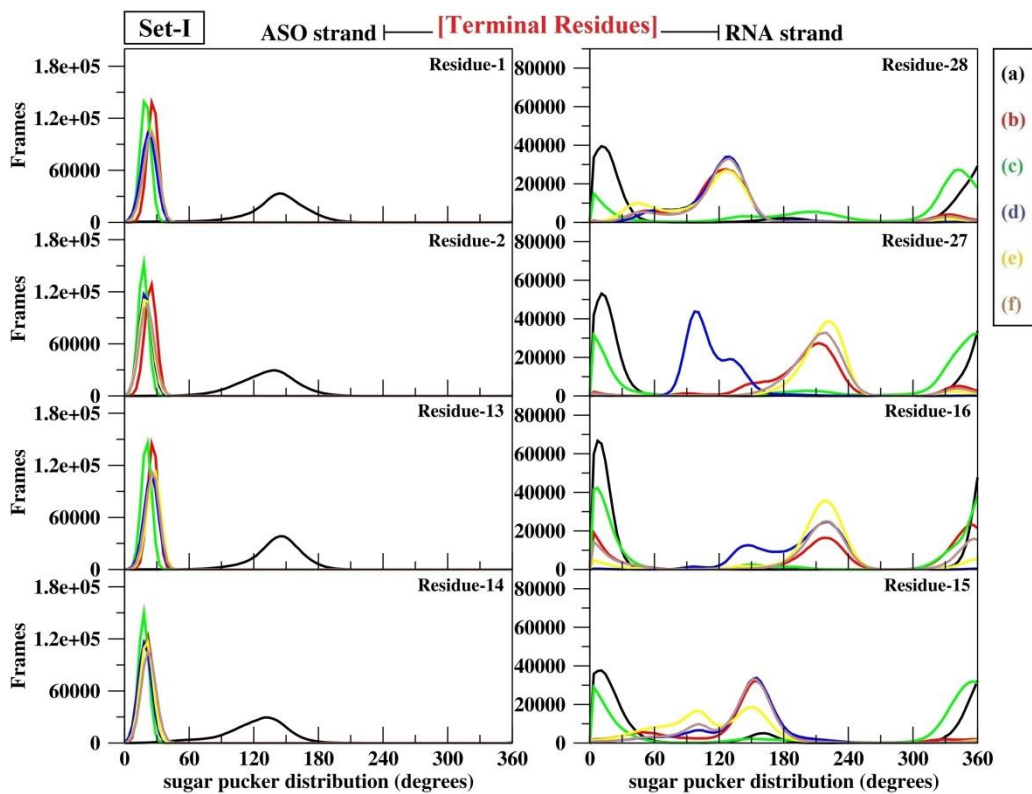 Set-I
ASO strand [Terminal Residues] RNA strand
Residue-1
1.8e+05
1.2e+05
60000
0
Frames
Residue-28
80000
60000
40000
20000
0
Residue-2
1.8e+05
1.2e+05
60000
0
Frames
Residue-27
80000
60000
40000
20000
0
Residue-13
1.8e+05
1.2e+05
60000
0
Frames
Residue-16
80000
60000
40000
20000
0
Residue-14
1.8e+05
1.2e+05
60000
0
Frames
Residue-15
80000
60000
40000
20000
0
0 60 120 180 240 300 360
sugar pucker distribution (degrees)
0 60 120 180 240 300 360
sugar pucker distribution (degrees)
(a)
(b)
(c)
(d)
(e)
(f)